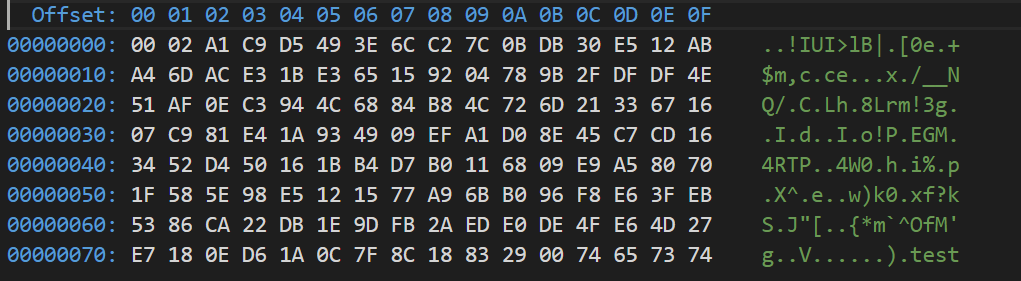 Offset: 00 01 02 03 04 05 06 07 08 09 0A 0B 0C 0D 0E 0F
00000000: 00 02 A1 C9 D5 49 3E 6C C2 7C 0B DB 30 E5 12 AB ..!IUI>lB|.[0e.+
00000010: A4 6D AC E3 1B E3 65 15 92 04 78 9B 2F DF DF 4E $m,c.ce...x./__N
00000020: 51 AF 0E C3 94 4C 68 84 B8 4C 72 6D 21 33 67 16 Q/.C.Lh.8Lrm!3g.
00000030: 07 C9 81 E4 1A 93 49 09 EF A1 D0 8E 45 C7 CD 16 .I.d..I.o!P.EGM.
00000040: 34 52 D4 50 16 1B B4 D7 B0 11 68 09 E9 A5 80 70 4RTP..4W0.h.i%.p
00000050: 1F 58 5E 98 E5 12 15 77 A9 6B B0 96 F8 E6 3F EB .X^.e..w)k0.xf?k
00000060: 53 86 CA 22 DB 1E 9D FB 2A ED E0 DE 4F E6 4D 27 S.J"[..{*m`^OfM'
00000070: E7 18 0E D6 1A 0C 7F 8C 18 83 29 00 74 65 73 74 g..V......).test